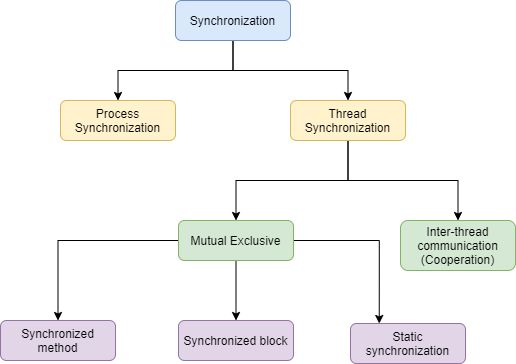 Synchronization
Process
Synchronization
Thread
Synchronization
Mutual Exclusive
Inter-thread
communication
(Cooperation)
Synchronized
method
Synchronized block
Static
synchronization